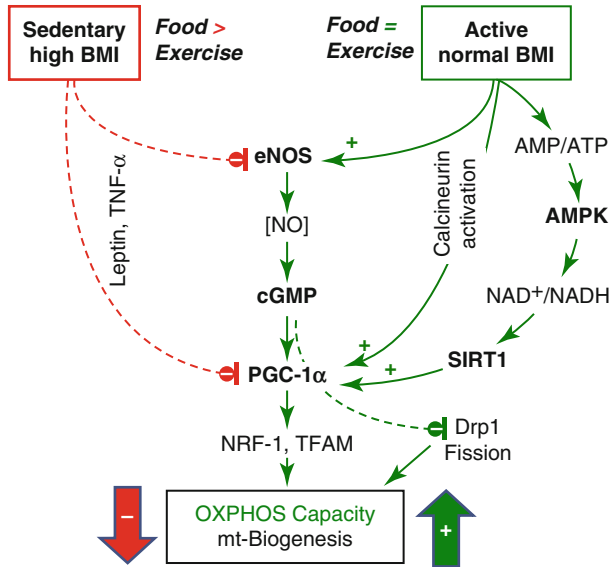 Sedentary
high BMI
Food >
Exercise
Food =
Exercise
Active
normal BMI
+
eNOS
AMP/ATP
Leptin, TNF-α
Calcineurin
activation
[NO]
AMPK
cGMP
NAD+/NADH
+
+
SIRT1
PGC-1α
NRF-1, TFAM
Drp1
Fission
OXPHOS Capacity
mt-Biogenesis
–
+